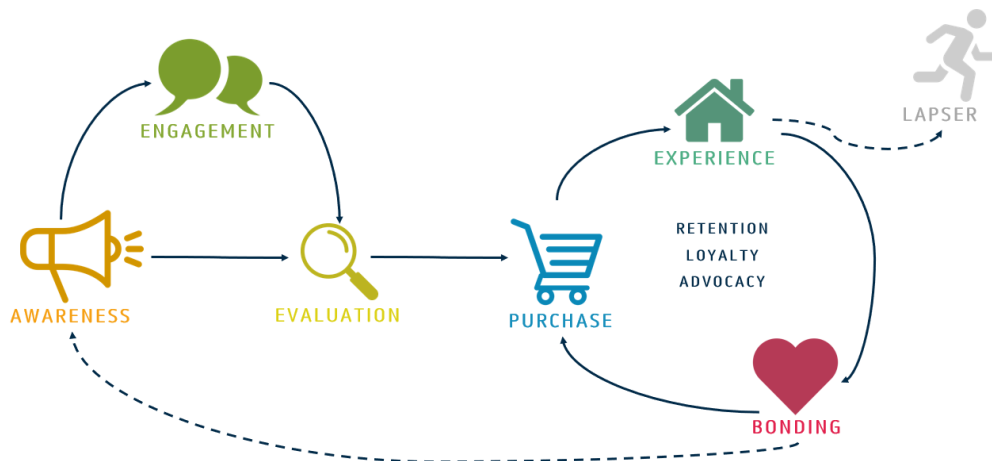 ENGAGEMENT
LAPSER
EXPERIENCE
RETENTION
LOYALTY
ADVOCACY
AWARENESS
EVALUATION
PURCHASE
BONDING